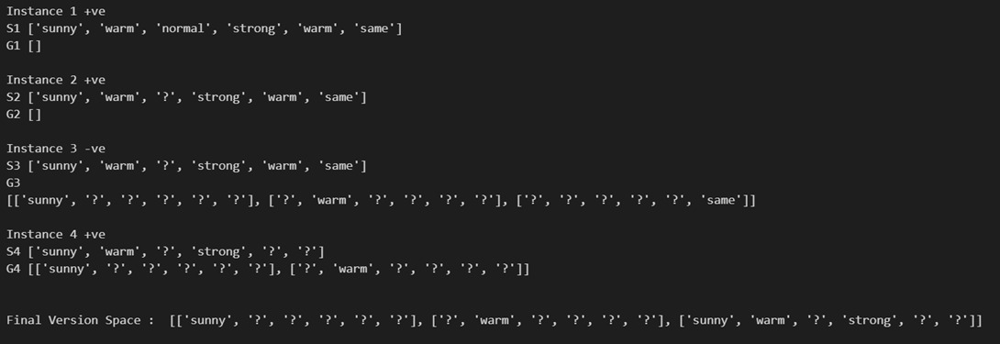 Instance 1 +ve
S1 ['sunny', 'warm', 'normal', 'strong', 'warm', 'same']
G1 []
Instance 2 +ve
S2 ['sunny', 'warm', '?', 'strong', 'warm', 'same']
G2 []
Instance 3 -ve
S3 ['sunny', 'warm', '?', 'strong', 'warm', 'same']
G3
[['sunny', '?', '?', '?', '?', '?'], ['?', 'warm', '?', '?', '?', '?'], ['?', '?', '?', '?', '?', 'same']]
Instance 4 +ve
S4 ['sunny', 'warm', '?', 'strong', '?', '?']
G4 [['sunny', '?', '?', '?', '?', '?'], ['?', 'warm', '?', '?', '?', '?']]
Final Version Space :  [['sunny', '?', '?', '?', '?', '?'], ['?', 'warm', '?', '?', '?', '?'], ['sunny', 'warm', '?', 'strong', '?', '?']]